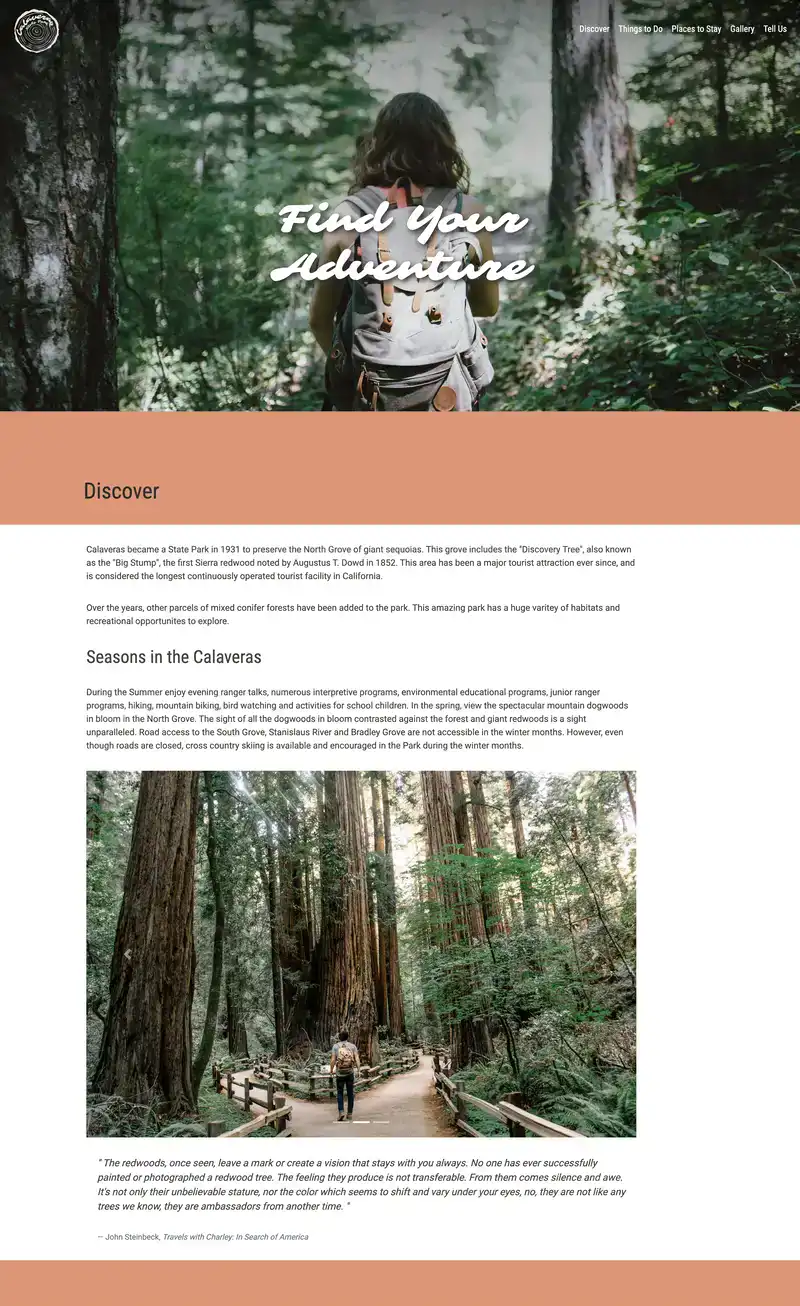 Calaveras
Discover Things to Do Places to Stay Gallery Tell Us
Find Your
Adventure
Discover
Calaveras became a State Park in 1931 to preserve the North Grove of giant sequoias. This grove includes the "Discovery Tree", also known
as the "Big Stump", the first Sierra redwood noted by Augustus T. Dowd in 1852. This area has been a major tourist attraction ever since, and
is considered the longest continuously operated tourist facility in California.
Over the years, other parcels of mixed conifer forests have been added to the park. This amazing park has a huge varitey of habitats and
recreational opportunites to explore.
Seasons in the Calaveras
During the Summer enjoy evening ranger talks, numerous interpretive programs, environmental educational programs, junior ranger
programs, hiking, mountain biking, bird watching and activities for school children. In the spring, view the spectacular mountain dogwoods
in bloom in the North Grove. The sight of all the dogwoods in bloom contrasted against the forest and giant redwoods is a sight
unparalleled. Road access to the South Grove, Stanislaus River and Bradley Grove are not accessible in the winter months. However, even
though roads are closed, cross country skiing is available and encouraged in the Park during the winter months.
" The redwoods, once seen, leave a mark or create a vision that stays with you always. No one has ever successfully
painted or photographed a redwood tree. The feeling they produce is not transferable. From them comes silence and awe.
It's not only their unbelievable stature, nor the color which seems to shift and vary under your eyes, no, they are not like any
trees we know, they are ambassadors from another time. "
— John Steinbeck, Travels with Charley: In Search of America